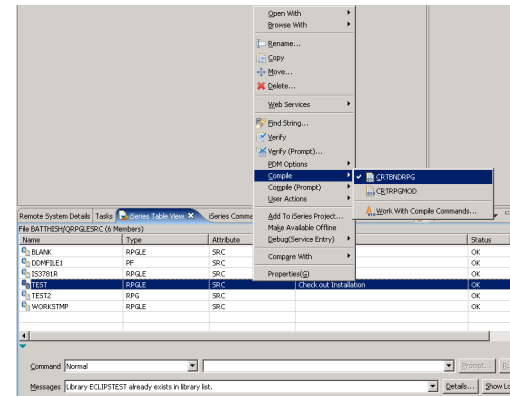 Open With
Browse With
Rename...
Copy
Move...
Delete...
Web Services
Find String...
Verify
Verify (Prompt)...
PDM Options
Compile
CRTBNDRPG
Compile (Prompt)
CRTRPGMOD
User Actions
Work With Compile Commands...
Remote System Details Tasks iSeries Table View iSeries Comma
Add To iSeries Project...
File BATTHISH/QRPGLESRC (6 Members)
Make Available Offline
Debug(Service Entry)
Name Type Attribute Status
BLANK RPGLE SRC OK
Compare With
DDMFILE1 PF SRC OK
IS3781R RPGLE SRC OK
Properties(G)
TEST RPGLE SRC Check out Installation OK
TEST2 RPG SRC OK
WORKSTMP RPGLE SRC OK
Command Normal Prompt...
Messages Library ECLIPSTEST already exists in library list. Details... Show Lo